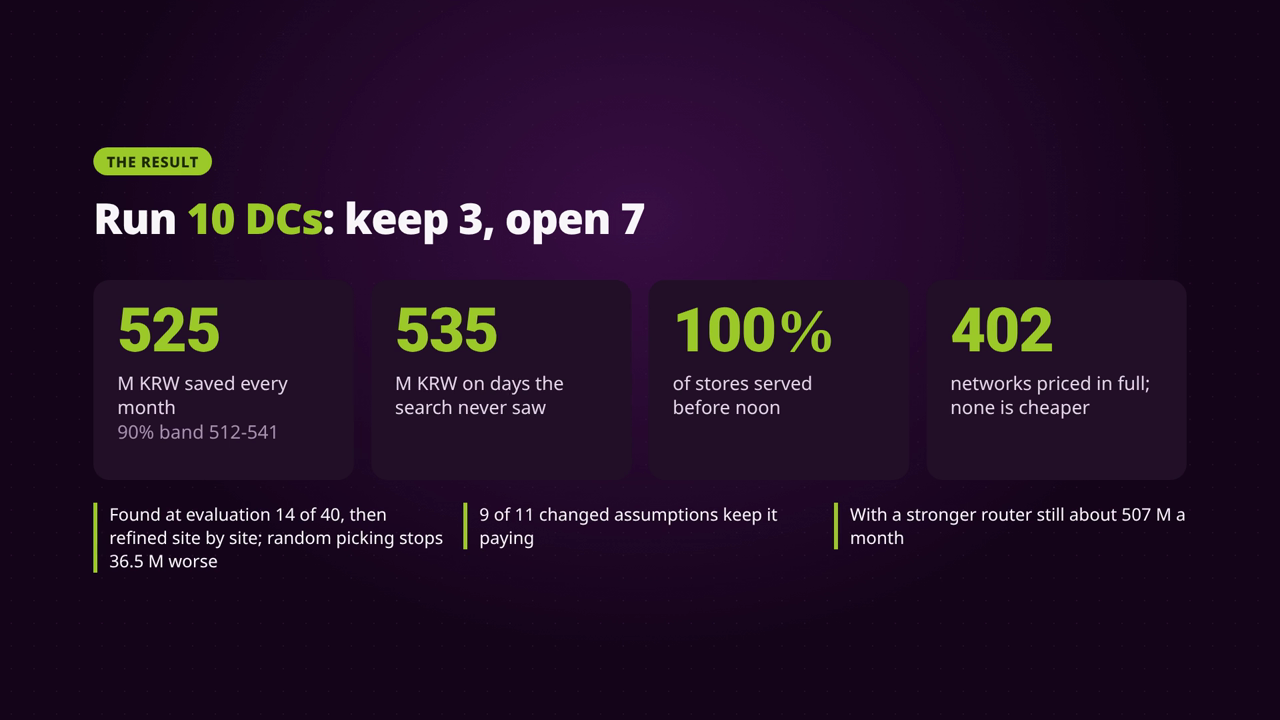 THE RESULT
Run 10 DCs: keep 3, open 7
525
M KRW saved every
month
90% band 512-541
535
M KRW on days the
search never saw
100%
of stores served
before noon
402
networks priced in full;
none is cheaper
Found at evaluation 14 of 40, then
refined site by site; random picking stops
36.5 M worse
9 of 11 changed assumptions keep it
paying
With a stronger router still about 507 M a
month